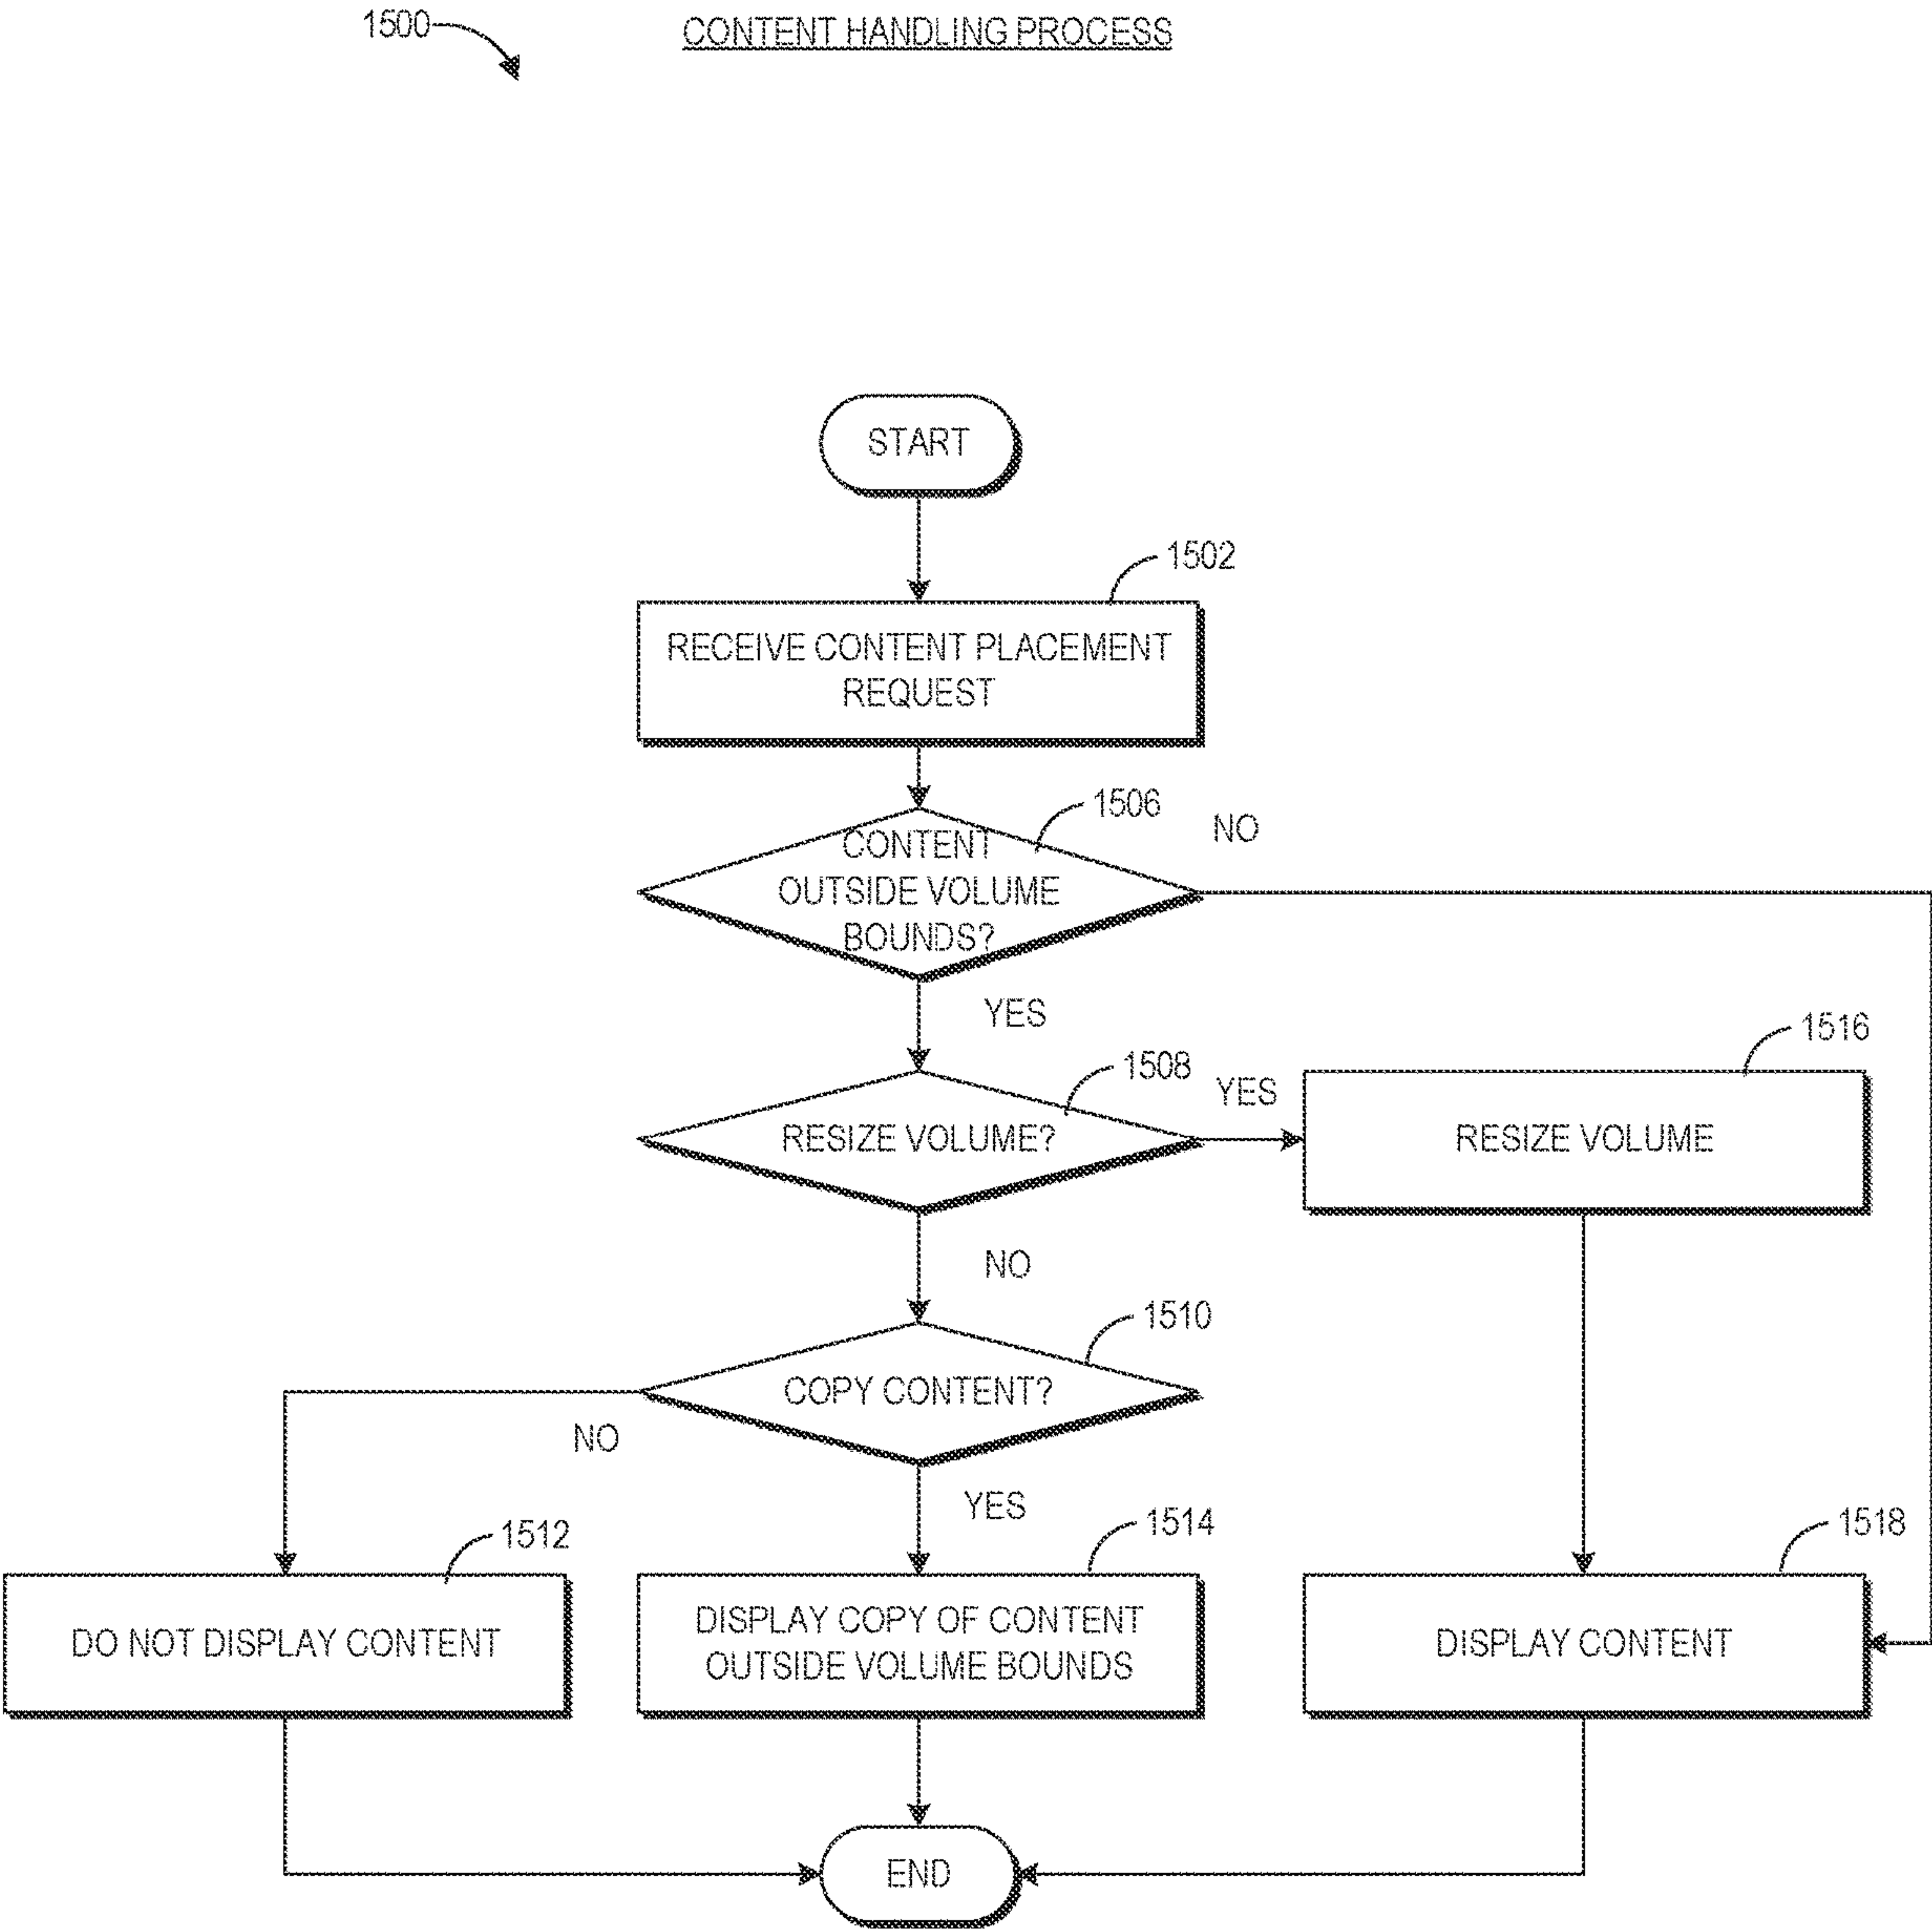 1500
CONTENT HANDLING PROCESS
START
1502
RECEIVE CONTENT PLACEMENT
REQUEST
1506
NO
CONTENT
OUTSIDE VOLUME
BOUNDS?
YES
1508
YES
1516
RESIZE VOLUME?
RESIZE VOLUME
NO
1510
COPY CONTENT?
NO
YES
1512
1514
1518
DO NOT DISPLAY CONTENT
DISPLAY COPY OF CONTENT
OUTSIDE VOLUME BOUNDS
DISPLAY CONTENT
END